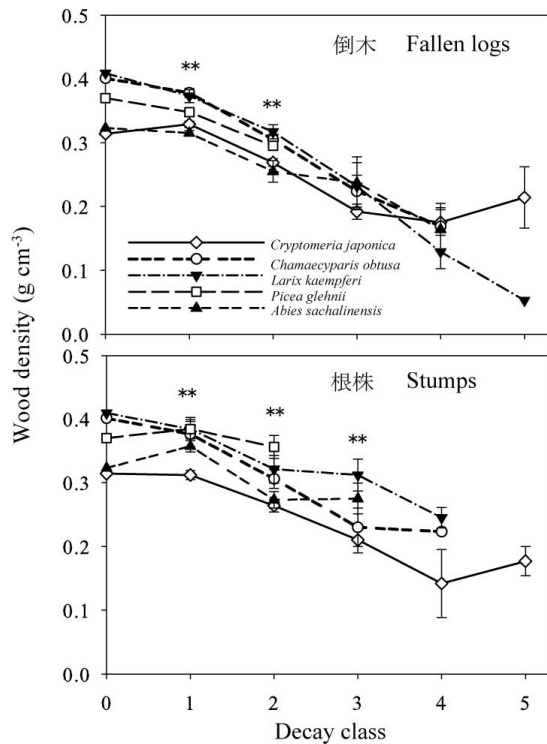 0.5
倒木 Fallen logs
**
0.4
**
0.3
0.2
Cryptomeria japonica
Chamaecyparis obtusa
0.1
Larix kaempferi
Picea glehnii
Abies sachalinensis
0.0
Wood density (g cm-3)
0.5
根株 Stumps
**
0.4
**
**
0.3
0.2
0.1
0.0
0 1 2 3 4 5
Decay class